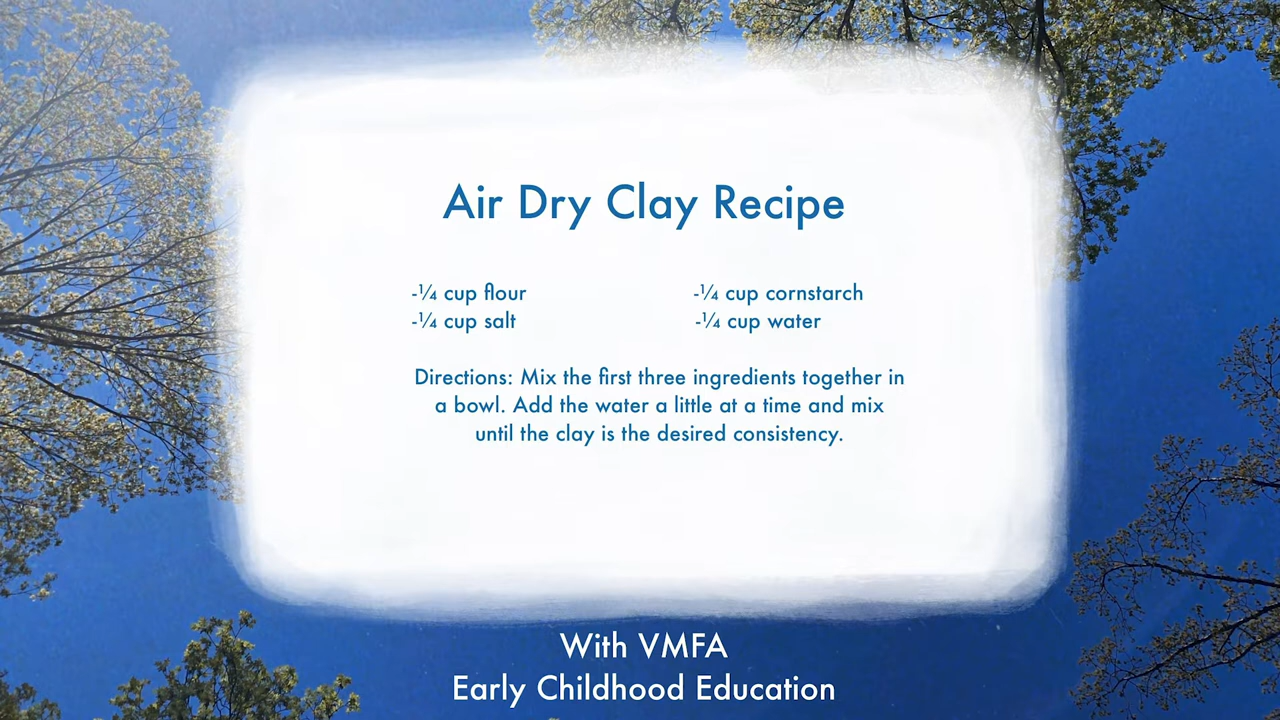 Air Dry Clay Recipe
-¼ cup flour
-¼ cup cornstarch
-¼ cup salt
-¼ cup water
Directions: Mix the first three ingredients together in
a bowl. Add the water a little at a time and mix
until the clay is the desired consistency.
With VMFA
Early Childhood Education